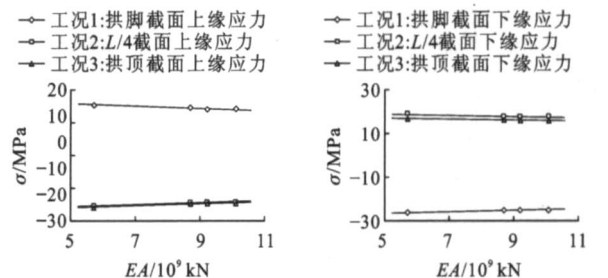 工况1:拱脚截面上缘应力
工况2:L/4截面上缘应力
工况3:拱顶截面上缘应力
20
10
0
-10
-20
-30
σ/MPa
5 7 9 11
EA/10⁹ kN
工况1:拱脚截面下缘应力
工况2:L/4截面下缘应力
工况3:拱顶截面下缘应力
30
10
-10
-30
σ/MPa
5 7 9 11
EA/10⁹ kN